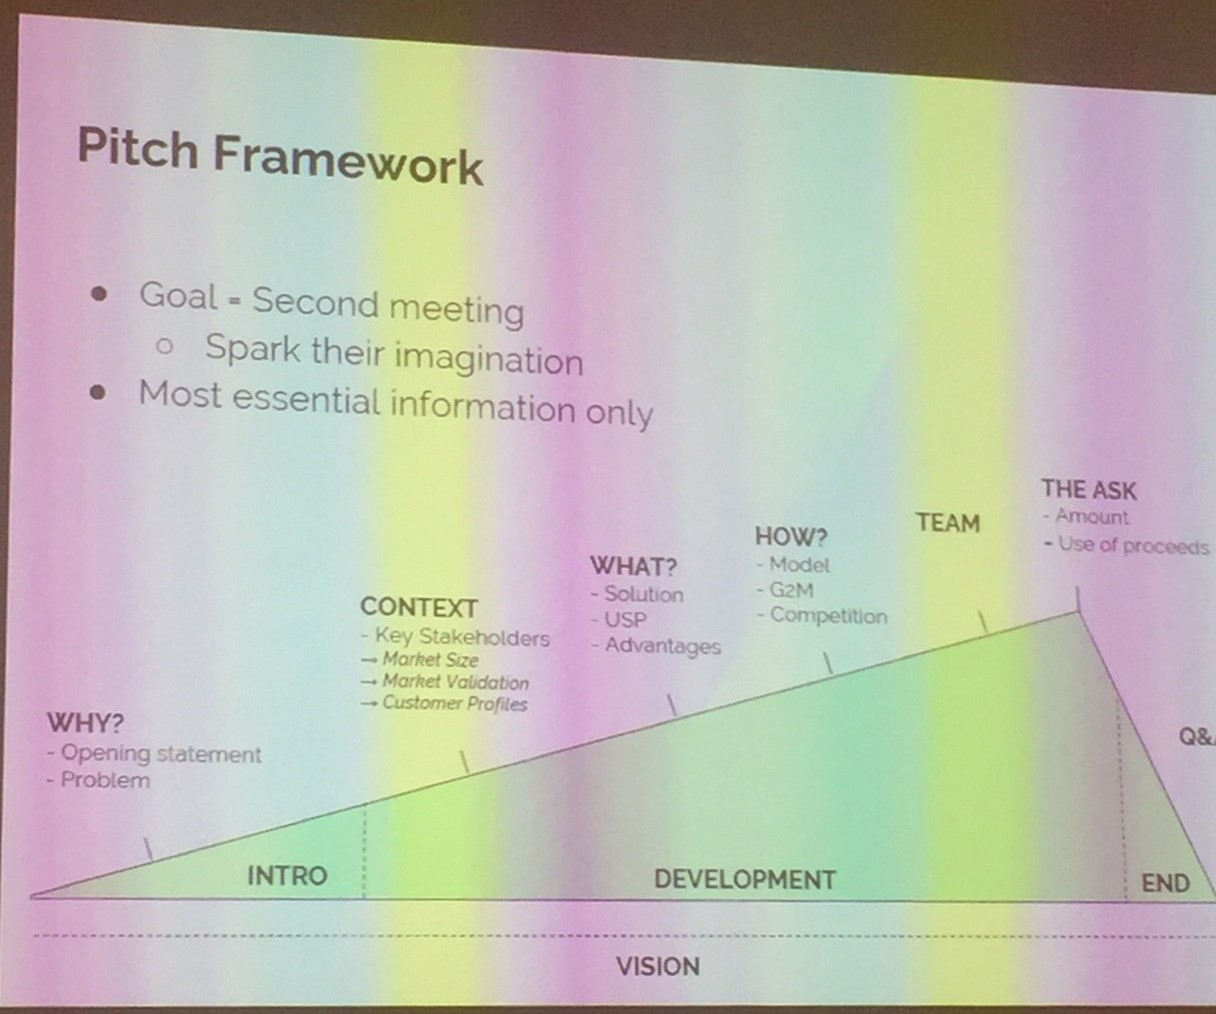 Pitch Framework
● Goal = Second meeting
○ Spark their imagination
● Most essential information only
WHY?
- Opening statement
- Problem
CONTEXT
- Key Stakeholders
→ Market Size
→ Market Validation
→ Customer Profiles
WHAT?
- Solution
- USP
- Advantages
HOW?
- Model
- G2M
- Competition
TEAM
THE ASK
- Amount
- Use of proceeds
Q&
INTRO
DEVELOPMENT
END
VISION